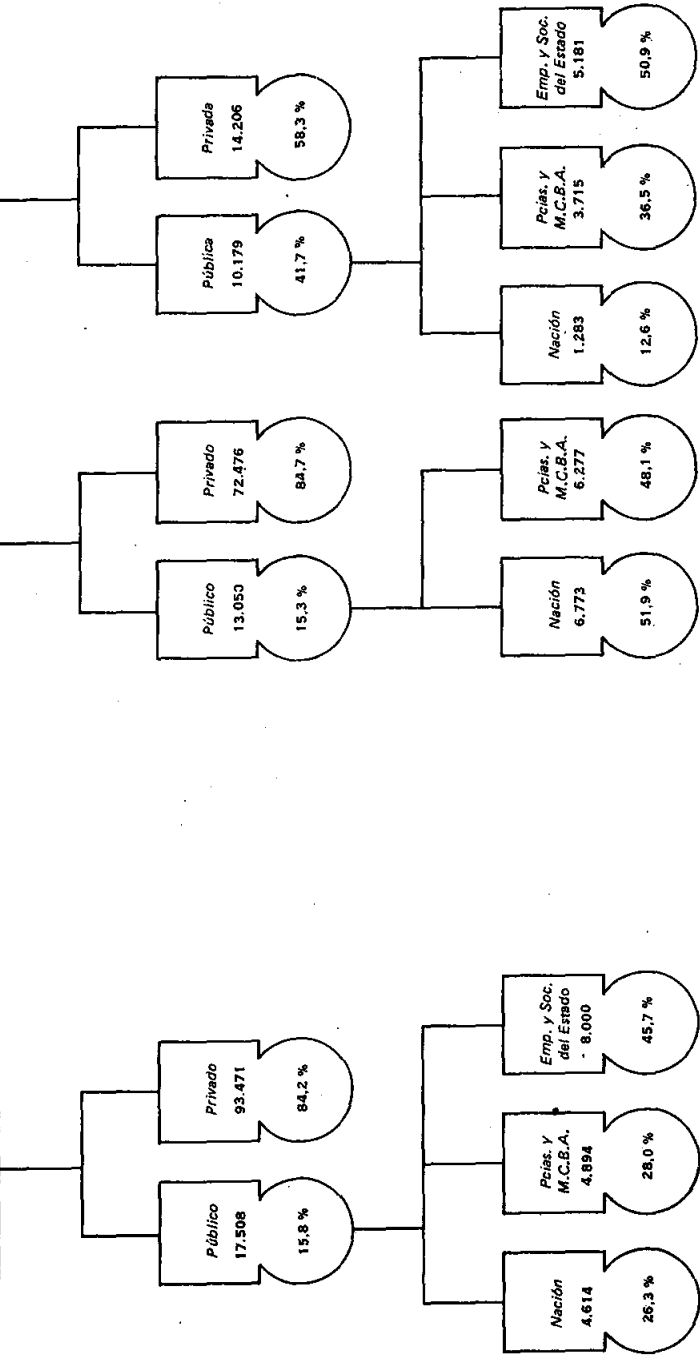 Público
17.508
15,8 %
Privado
93.471
84,2 %
Nación
4.614
26,3 %
Pcias. y
M.C.B.A.
4.894
28,0 %
Emp. y Soc.
del Estado
8.000
45,7 %
Público
13.050
15,3 %
Privado
72.476
84,7 %
Nación
6.773
51,9 %
Pcias. y
M.C.B.A.
6.277
48,1 %
Pública
10.179
41,7 %
Privada
14.206
58,3 %
Nación
1.283
12,6 %
Pcias. y
M.C.B.A.
3.715
36,5 %
Emp. y Soc.
del Estado
5.181
50,9 %